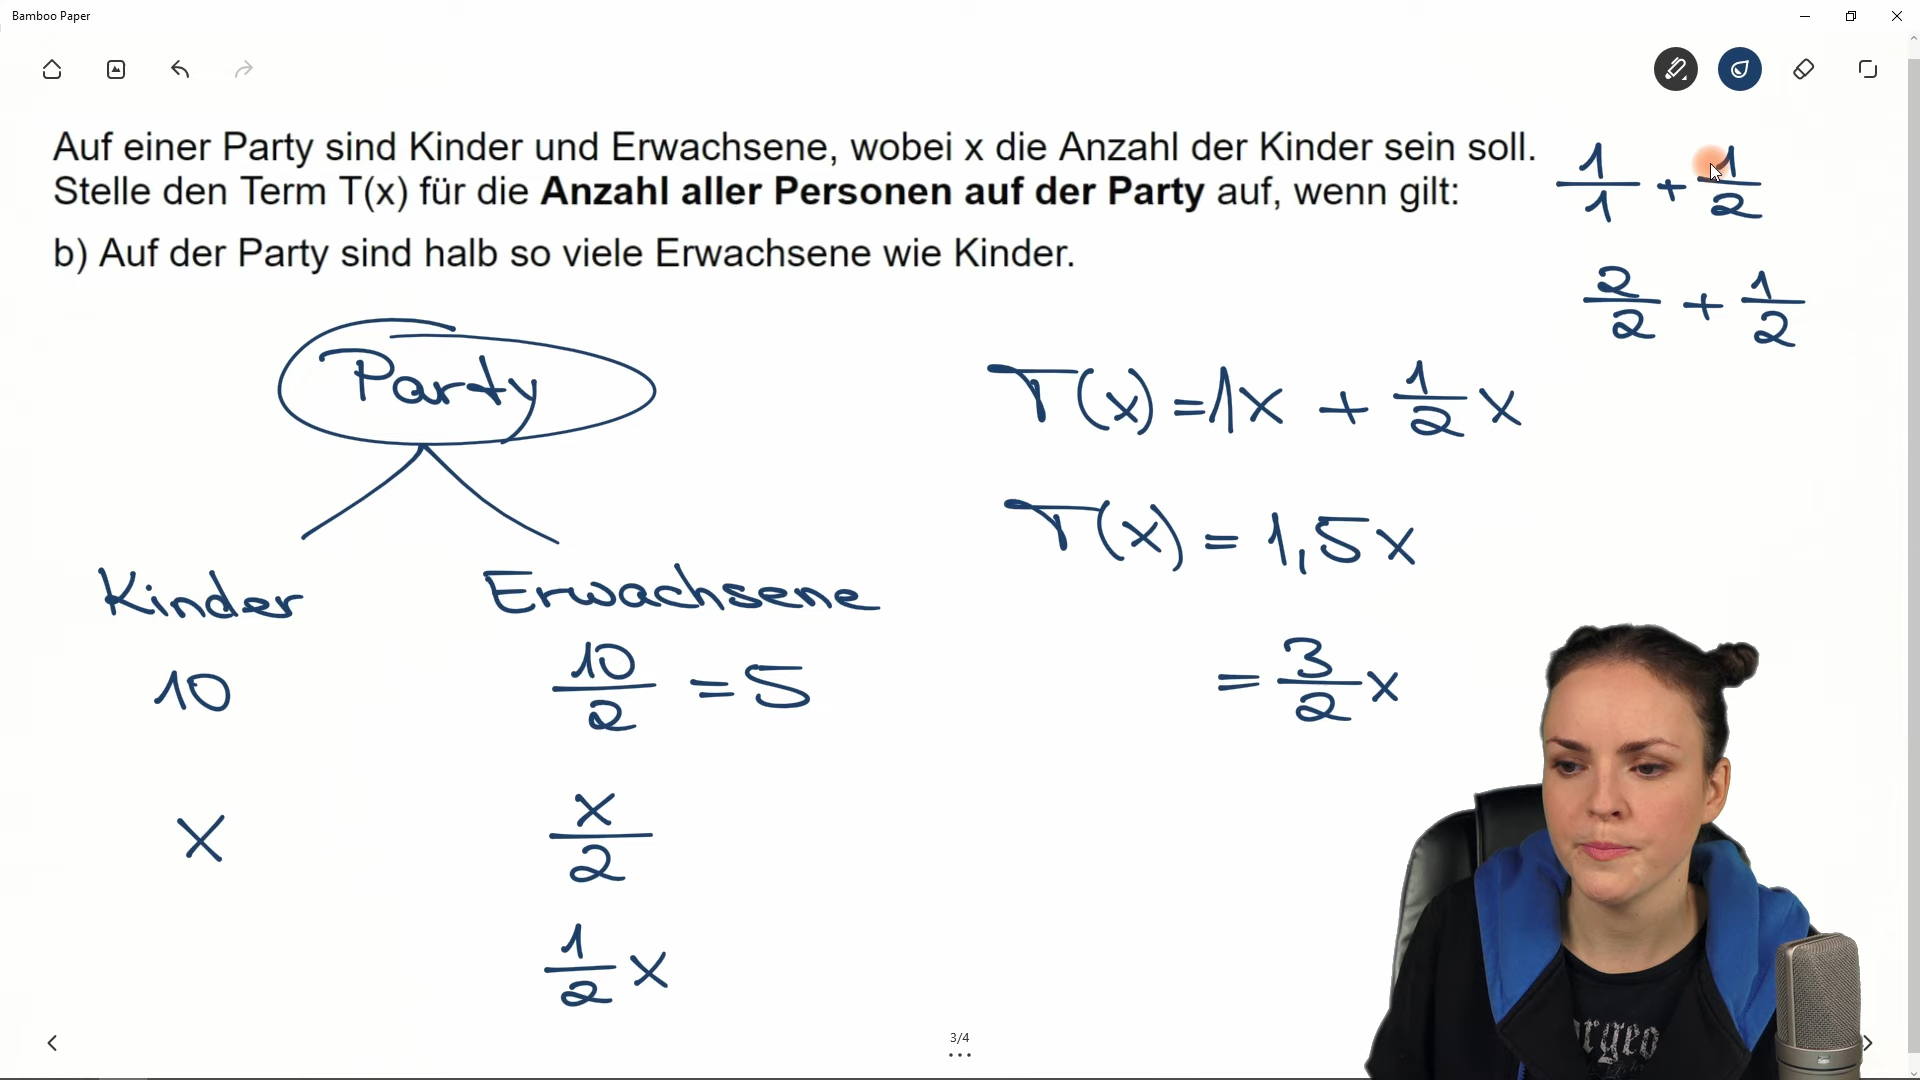 Bamboo Paper
Auf einer Party sind Kinder und Erwachsene, wobei x die Anzahl der Kinder sein soll.
Stelle den Term T(x) für die Anzahl aller Personen auf der Party auf, wenn gilt:
b) Auf der Party sind halb so viele Erwachsene wie Kinder.
1/1 + 1/2
2/2 + 1/2
Party
T(x) = 1x + 1/2 x
T(x) = 1,5x
= 3/2 x
Kinder Erwachsene
10 10/2 = 5
x x/2
1/2 x
3/4